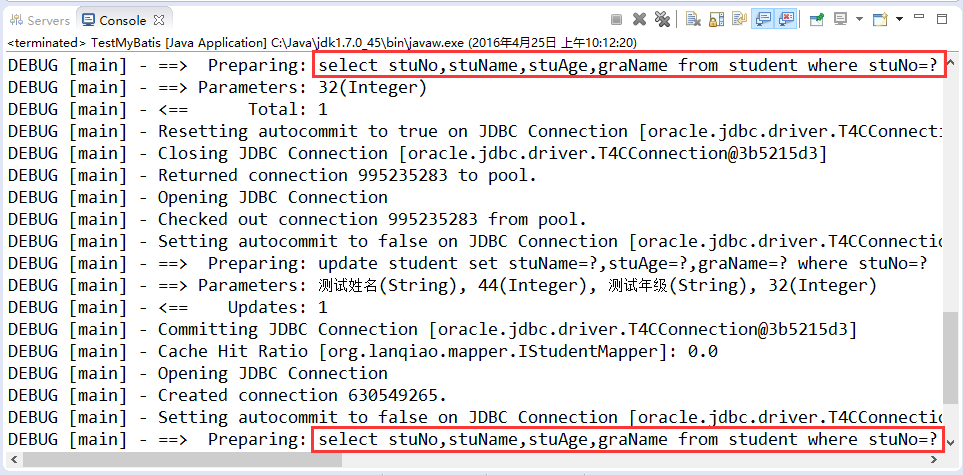 Servers Console
<terminated> TestMyBatis [Java Application] C:\Java\jdk1.7.0_45\bin\javaw.exe (2016年4月25日 上午10:12:20)
DEBUG [main] - ==>  Preparing: select stuNo,stuName,stuAge,graName from student where stuNo=?
DEBUG [main] - ==> Parameters: 32(Integer)
DEBUG [main] - <==      Total: 1
DEBUG [main] - Resetting autocommit to true on JDBC Connection [oracle.jdbc.driver.T4CConnecti
DEBUG [main] - Closing JDBC Connection [oracle.jdbc.driver.T4CConnection@3b5215d3]
DEBUG [main] - Returned connection 995235283 to pool.
DEBUG [main] - Opening JDBC Connection
DEBUG [main] - Checked out connection 995235283 from pool.
DEBUG [main] - Setting autocommit to false on JDBC Connection [oracle.jdbc.driver.T4CConnectio
DEBUG [main] - ==>  Preparing: update student set stuName=?,stuAge=?,graName=? where stuNo=?
DEBUG [main] - ==> Parameters: 测试姓名(String), 44(Integer), 测试年级(String), 32(Integer)
DEBUG [main] - <==    Updates: 1
DEBUG [main] - Committing JDBC Connection [oracle.jdbc.driver.T4CConnection@3b5215d3]
DEBUG [main] - Cache Hit Ratio [org.lanqiao.mapper.IStudentMapper]: 0.0
DEBUG [main] - Opening JDBC Connection
DEBUG [main] - Created connection 630549265.
DEBUG [main] - Setting autocommit to false on JDBC Connection [oracle.jdbc.driver.T4CConnectio
DEBUG [main] - ==>  Preparing: select stuNo,stuName,stuAge,graName from student where stuNo=?